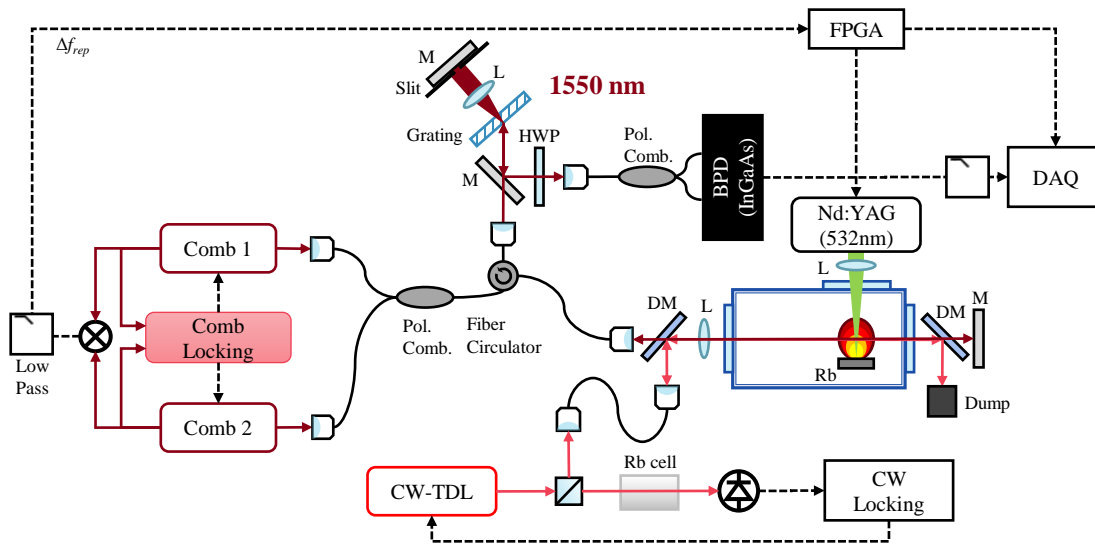 Δf_rep
FPGA
M
L
Slit
1550 nm
Grating
HWP
Pol.
Comb.
M
BPD
(InGaAs)
DAQ
Nd:YAG
(532nm)
L
Comb 1
Comb
Locking
Comb 2
Low
Pass
Pol.
Comb.
Fiber
Circulator
DM
L
Rb
DM
M
Dump
CW-TDL
Rb cell
CW
Locking